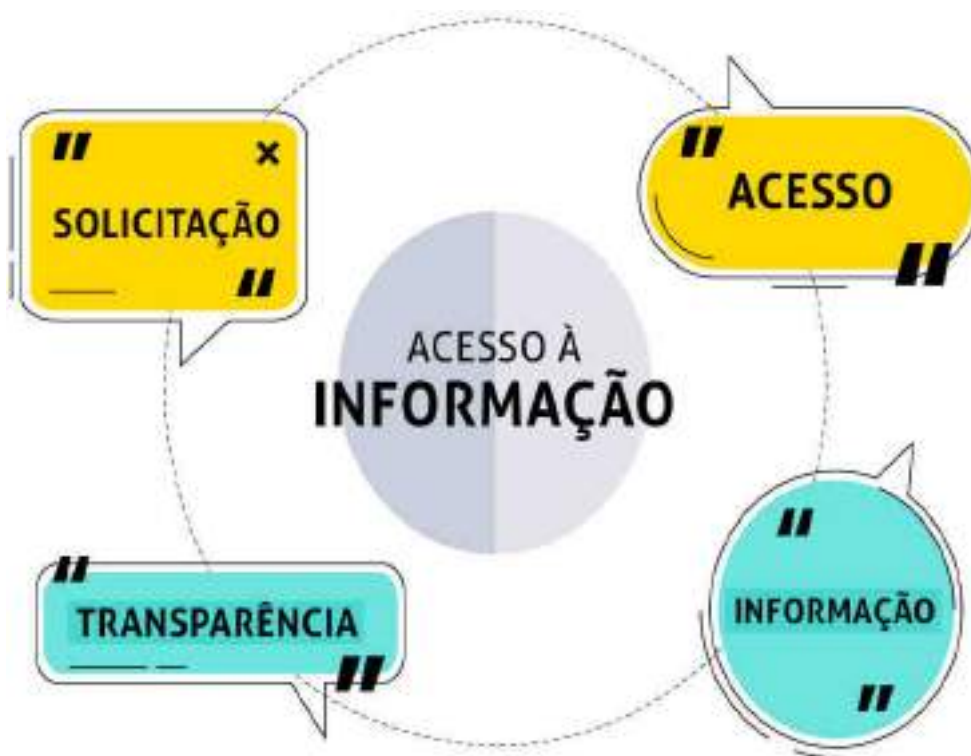 SOLICITAÇÃO
ACESSO
ACESSO À
INFORMAÇÃO
TRANSPARÊNCIA
INFORMAÇÃO